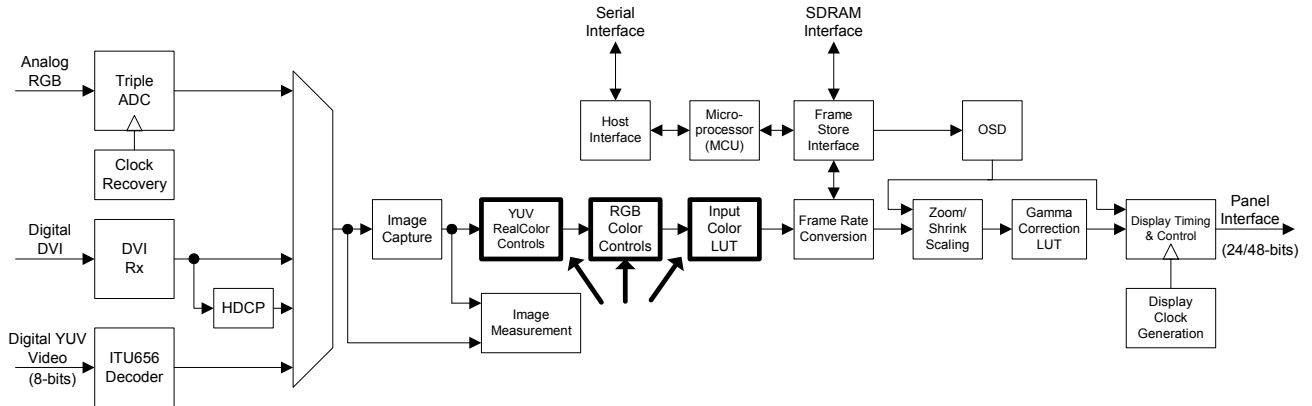 Serial
Interface
SDRAM
Interface
Analog
RGB
Triple
ADC
Clock
Recovery
Host
Interface
Micro-
processor
(MCU)
Frame
Store
Interface
OSD
Digital
DVI
DVI
Rx
HDCP
Image
Capture
YUV
RealColor
Controls
RGB
Color
Controls
Input
Color
LUT
Frame Rate
Conversion
Zoom/
Shrink
Scaling
Gamma
Correction
LUT
Display Timing
& Control
Panel
Interface
(24/48-bits)
Image
Measurement
Display
Clock
Generation
Digital YUV
Video
(8-bits)
ITU656
Decoder